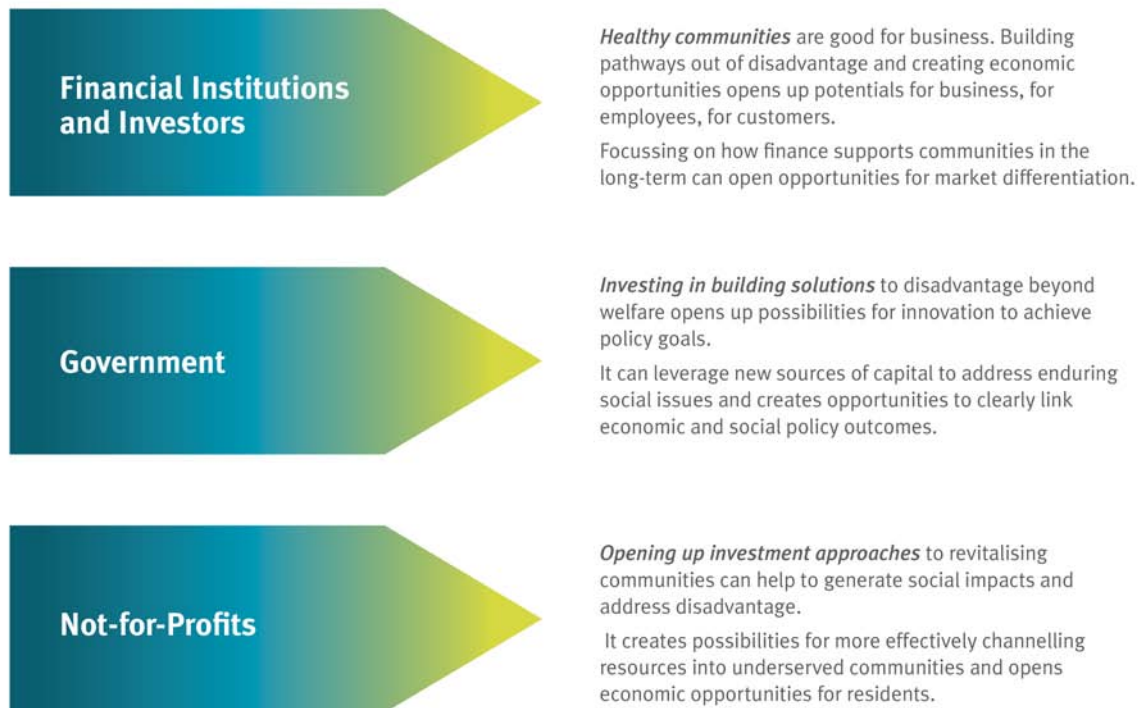 Financial Institutions
and Investors
Healthy communities are good for business. Building
pathways out of disadvantage and creating economic
opportunities opens up potentials for business, for
employees, for customers.
Focussing on how finance supports communities in the
long-term can open opportunities for market differentiation.
Government
Investing in building solutions to disadvantage beyond
welfare opens up possibilities for innovation to achieve
policy goals.
It can leverage new sources of capital to address enduring
social issues and creates opportunities to clearly link
economic and social policy outcomes.
Not-for-Profits
Opening up investment approaches to revitalising
communities can help to generate social impacts and
address disadvantage.
It creates possibilities for more effectively channelling
resources into underserved communities and opens
economic opportunities for residents.